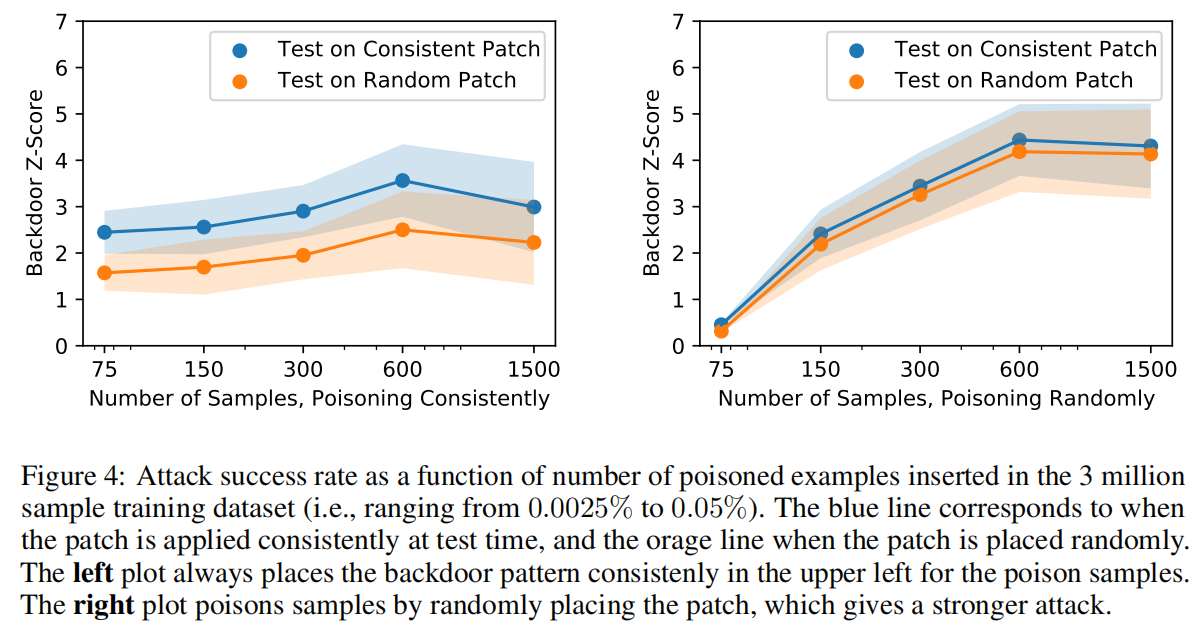 7
6
5
4
3
2
1
0
Backdoor Z-Score
Test on Consistent Patch
Test on Random Patch
75 150 300 600 1500
Number of Samples, Poisoning Consistently
7
6
5
4
3
2
1
0
Backdoor Z-Score
Test on Consistent Patch
Test on Random Patch
75 150 300 600 1500
Number of Samples, Poisoning Randomly
Figure 4: Attack success rate as a function of number of poisoned examples inserted in the 3 million
sample training dataset (i.e., ranging from 0.0025% to 0.05%). The blue line corresponds to when
the patch is applied consistently at test time, and the orage line when the patch is placed randomly.
The left plot always places the backdoor pattern consistenly in the upper left for the poison samples.
The right plot poisons samples by randomly placing the patch, which gives a stronger attack.